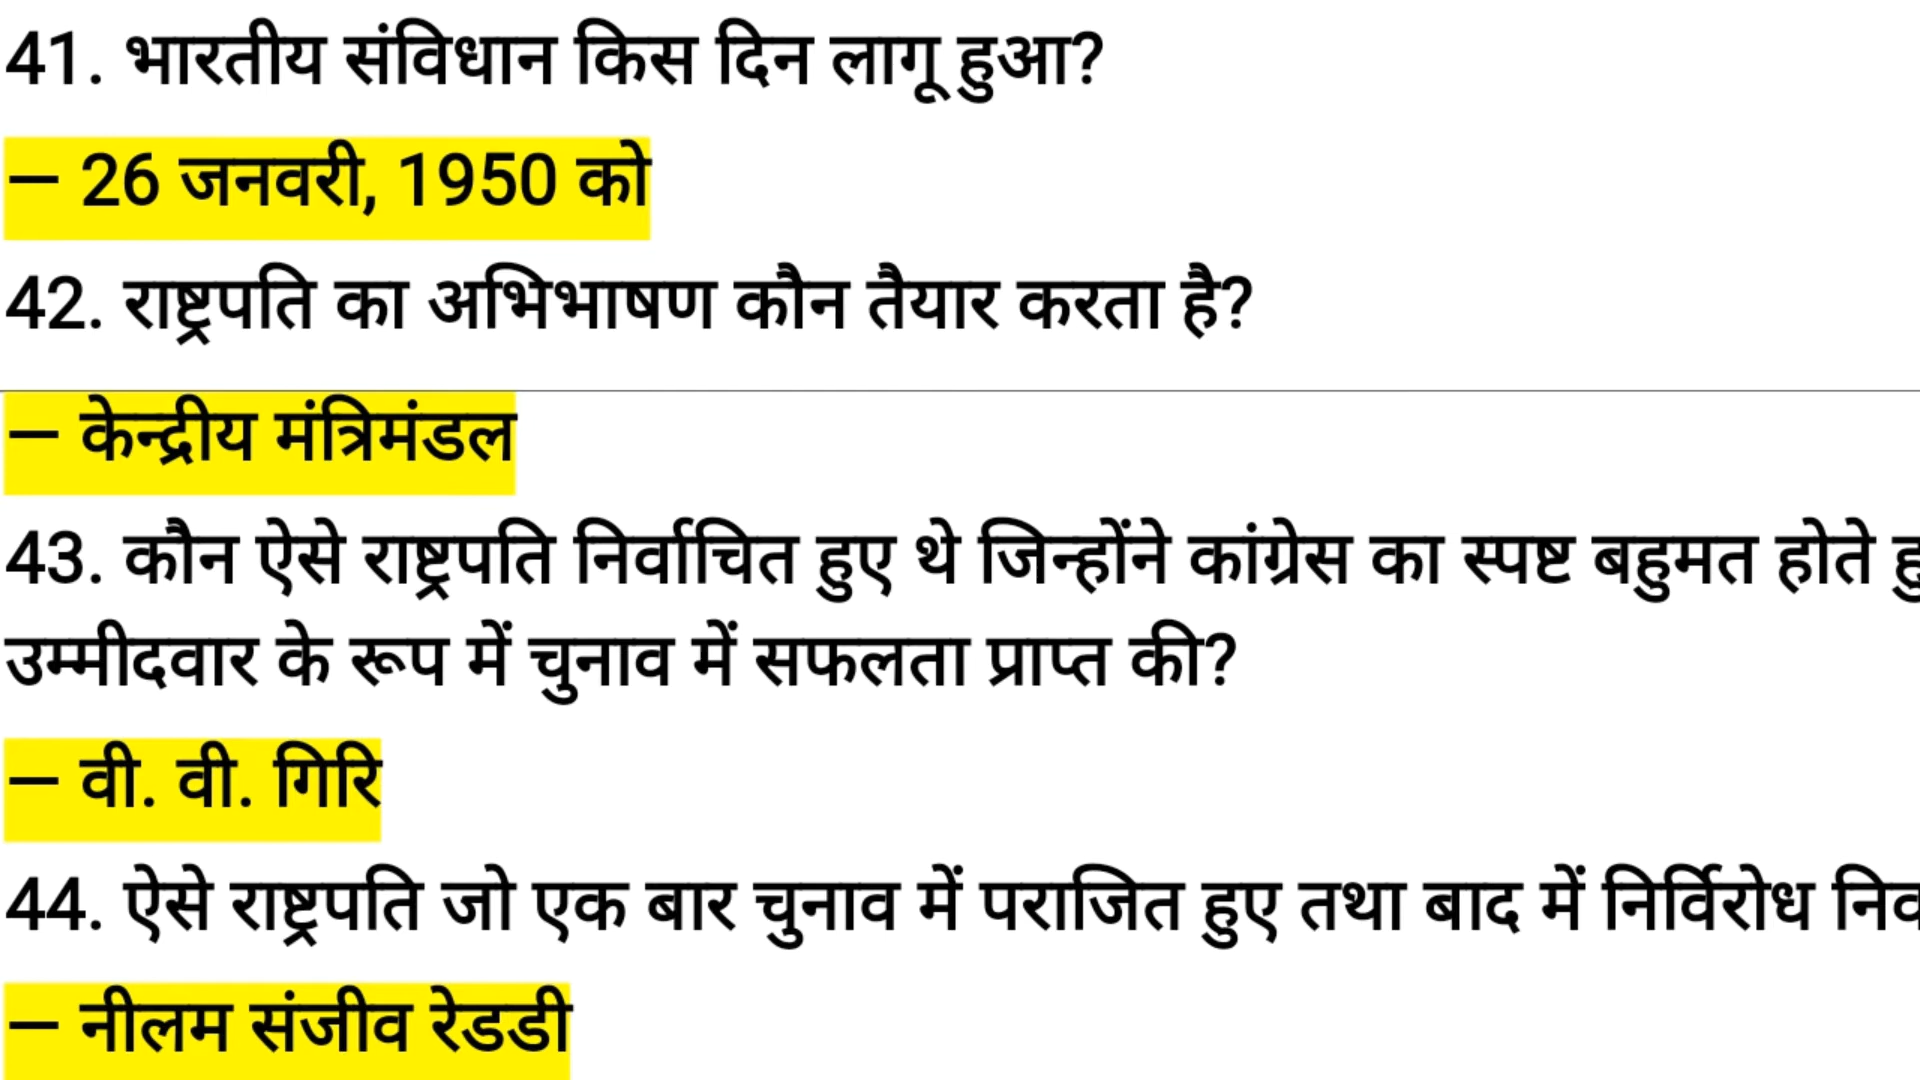 41. भारतीय संविधान किस दिन लागू हुआ?
— 26 जनवरी, 1950 को
42. राष्ट्रपति का अभिभाषण कौन तैयार करता है?
— केन्द्रीय मंत्रिमंडल
43. कौन ऐसे राष्ट्रपति निर्वाचित हुए थे जिन्होंने कांग्रेस का स्पष्ट बहुमत होते
उम्मीदवार के रूप में चुनाव में सफलता प्राप्त की?
— वी. वी. गिरि
44. ऐसे राष्ट्रपति जो एक बार चुनाव में पराजित हुए तथा बाद में निर्विरोध
— नीलम संजीव रेडडी